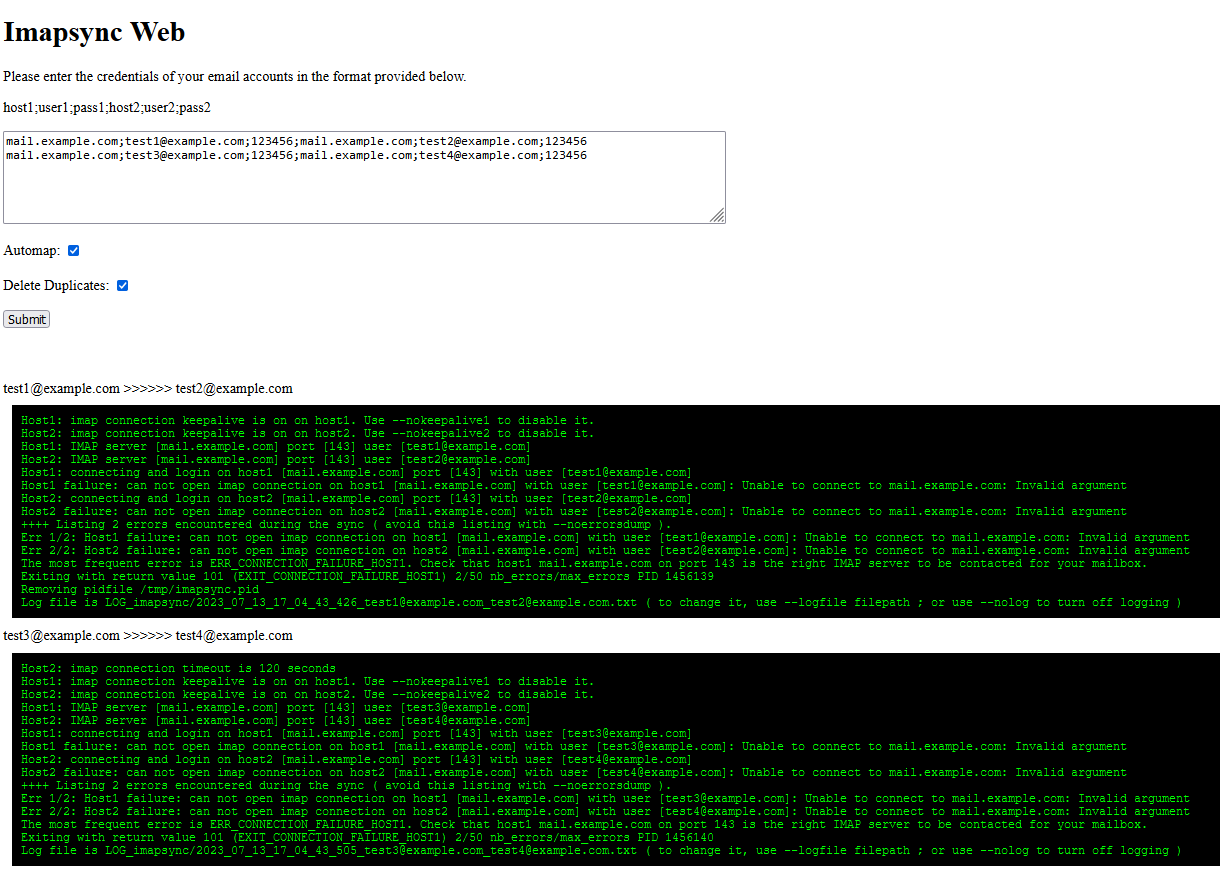 Imapsync Web
Please enter the credentials of your email accounts in the format provided below.
host1;user1;pass1;host2;user2;pass2
mail.example.com;test1@example.com;123456;mail.example.com;test2@example.com;123456
mail.example.com;test3@example.com;123456;mail.example.com;test4@example.com;123456
Automap:
Delete Duplicates:
Submit
test1@example.com >>>>>> test2@example.com
Host1: imap connection keepalive is on on host1. Use --nokeepalive1 to disable it.
Host2: imap connection keepalive is on on host2. Use --nokeepalive2 to disable it.
Host1: IMAP server [mail.example.com] port [143] user [test1@example.com]
Host2: IMAP server [mail.example.com] port [143] user [test2@example.com]
Host1: connecting and login on host1 [mail.example.com] port [143] with user [test1@example.com]
Host1 failure: can not open imap connection on host1 [mail.example.com] with user [test1@example.com]: Unable to connect to mail.example.com: Invalid argument
Host2: connecting and login on host2 [mail.example.com] port [143] with user [test2@example.com]
Host2 failure: can not open imap connection on host2 [mail.example.com] with user [test2@example.com]: Unable to connect to mail.example.com: Invalid argument
++++ Listing 2 errors encountered during the sync ( avoid this listing with --noerrorsdump ).
Err 1/2: Host1 failure: can not open imap connection on host1 [mail.example.com] with user [test1@example.com]: Unable to connect to mail.example.com: Invalid argument
Err 2/2: Host2 failure: can not open imap connection on host2 [mail.example.com] with user [test2@example.com]: Unable to connect to mail.example.com: Invalid argument
The most frequent error is ERR_CONNECTION_FAILURE_HOST1. Check that host1 mail.example.com on port 143 is the right IMAP server to be contacted for your mailbox.
Exiting with return value 101 (EXIT_CONNECTION_FAILURE_HOST1) 2/50 nb_errors/max_errors PID 1456139
Removing pidfile /tmp/imapsync.pid
Log file is LOG_imapsync/2023_07_13_17_04_43_426_test1@example.com_test2@example.com.txt ( to change it, use --logfile filepath ; or use --nolog to turn off logging )
test3@example.com >>>>>> test4@example.com
Host2: imap connection timeout is 120 seconds
Host1: imap connection keepalive is on on host1. Use --nokeepalive1 to disable it.
Host2: imap connection keepalive is on on host2. Use --nokeepalive2 to disable it.
Host1: IMAP server [mail.example.com] port [143] user [test3@example.com]
Host2: IMAP server [mail.example.com] port [143] user [test4@example.com]
Host1: connecting and login on host1 [mail.example.com] port [143] with user [test3@example.com]
Host1 failure: can not open imap connection on host1 [mail.example.com] with user [test3@example.com]: Unable to connect to mail.example.com: Invalid argument
Host2: connecting and login on host2 [mail.example.com] port [143] with user [test4@example.com]
Host2 failure: can not open imap connection on host2 [mail.example.com] with user [test4@example.com]: Unable to connect to mail.example.com: Invalid argument
++++ Listing 2 errors encountered during the sync ( avoid this listing with --noerrorsdump ).
Err 1/2: Host1 failure: can not open imap connection on host1 [mail.example.com] with user [test3@example.com]: Unable to connect to mail.example.com: Invalid argument
Err 2/2: Host2 failure: can not open imap connection on host2 [mail.example.com] with user [test4@example.com]: Unable to connect to mail.example.com: Invalid argument
The most frequent error is ERR_CONNECTION_FAILURE_HOST1. Check that host1 mail.example.com on port 143 is the right IMAP server to be contacted for your mailbox.
Exiting with return value 101 (EXIT_CONNECTION_FAILURE_HOST1) 2/50 nb_errors/max_errors PID 1456140
Log file is LOG_imapsync/2023_07_13_17_04_43_505_test3@example.com_test4@example.com.txt ( to change it, use --logfile filepath ; or use --nolog to turn off logging )